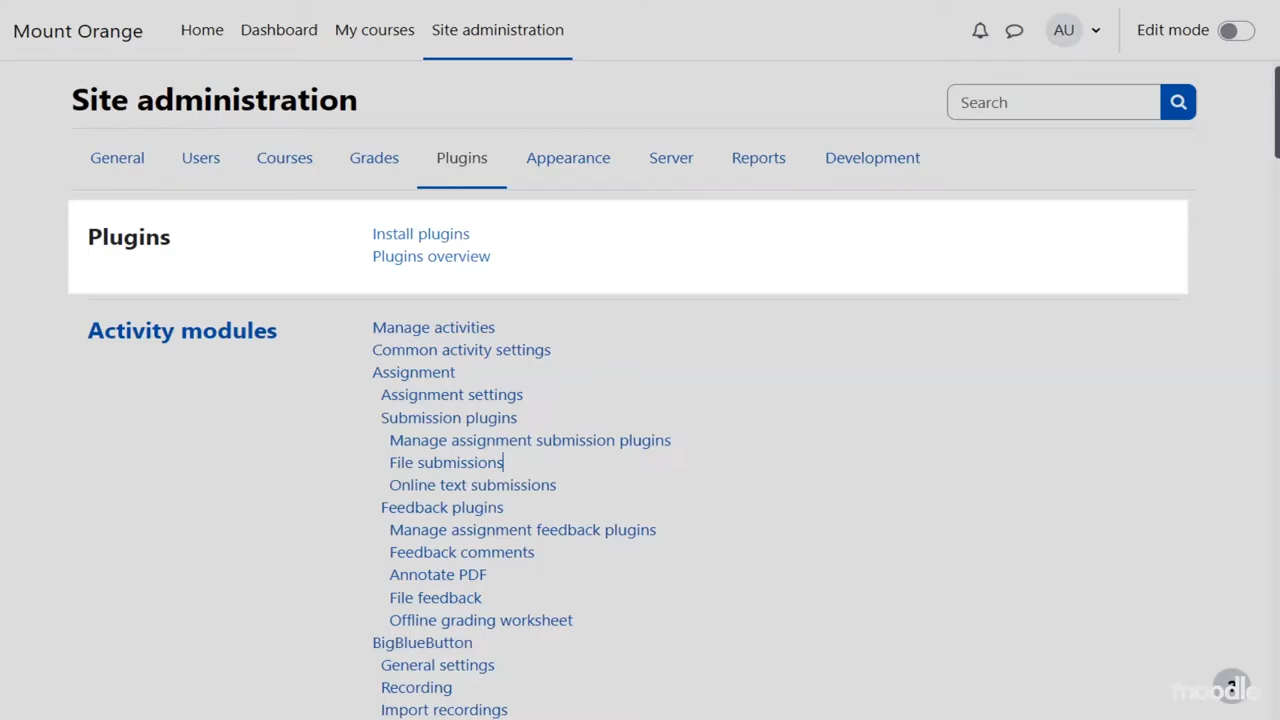 Mount Orange
Home
Dashboard
My courses
Site administration
AU
Edit mode
Site administration
Search
General
Users
Courses
Grades
Plugins
Appearance
Server
Reports
Development
Plugins
Install plugins
Plugins overview
Activity modules
Manage activities
Common activity settings
Assignment
Assignment settings
Submission plugins
Manage assignment submission plugins
File submissions
Online text submissions
Feedback plugins
Manage assignment feedback plugins
Feedback comments
Annotate PDF
File feedback
Offline grading worksheet
BigBlueButton
General settings
Recording
Import recordings